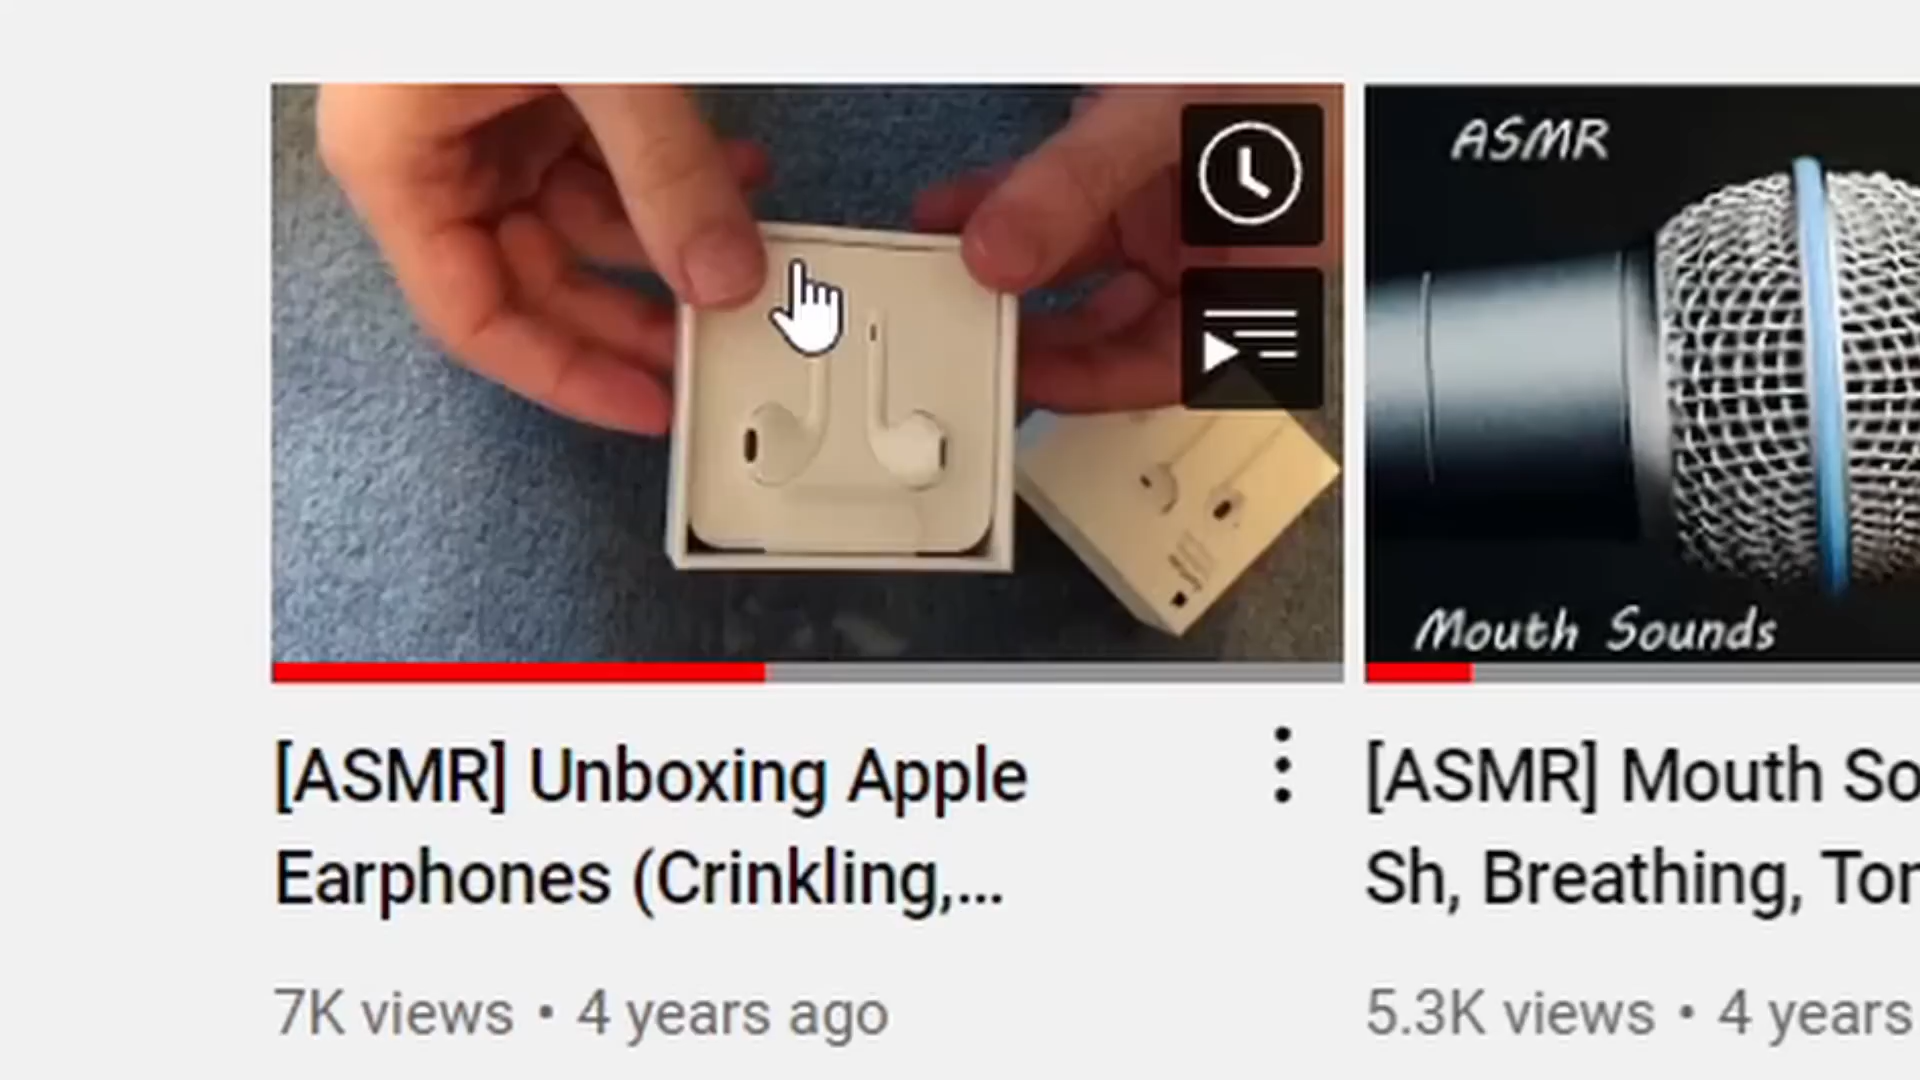 [ASMR] Unboxing Apple
Earphones (Crinkling,...
7K views • 4 years ago
ASMR
Mouth Sounds
[ASMR] Mouth So
Sh, Breathing, Ton
5.3K views • 4 years